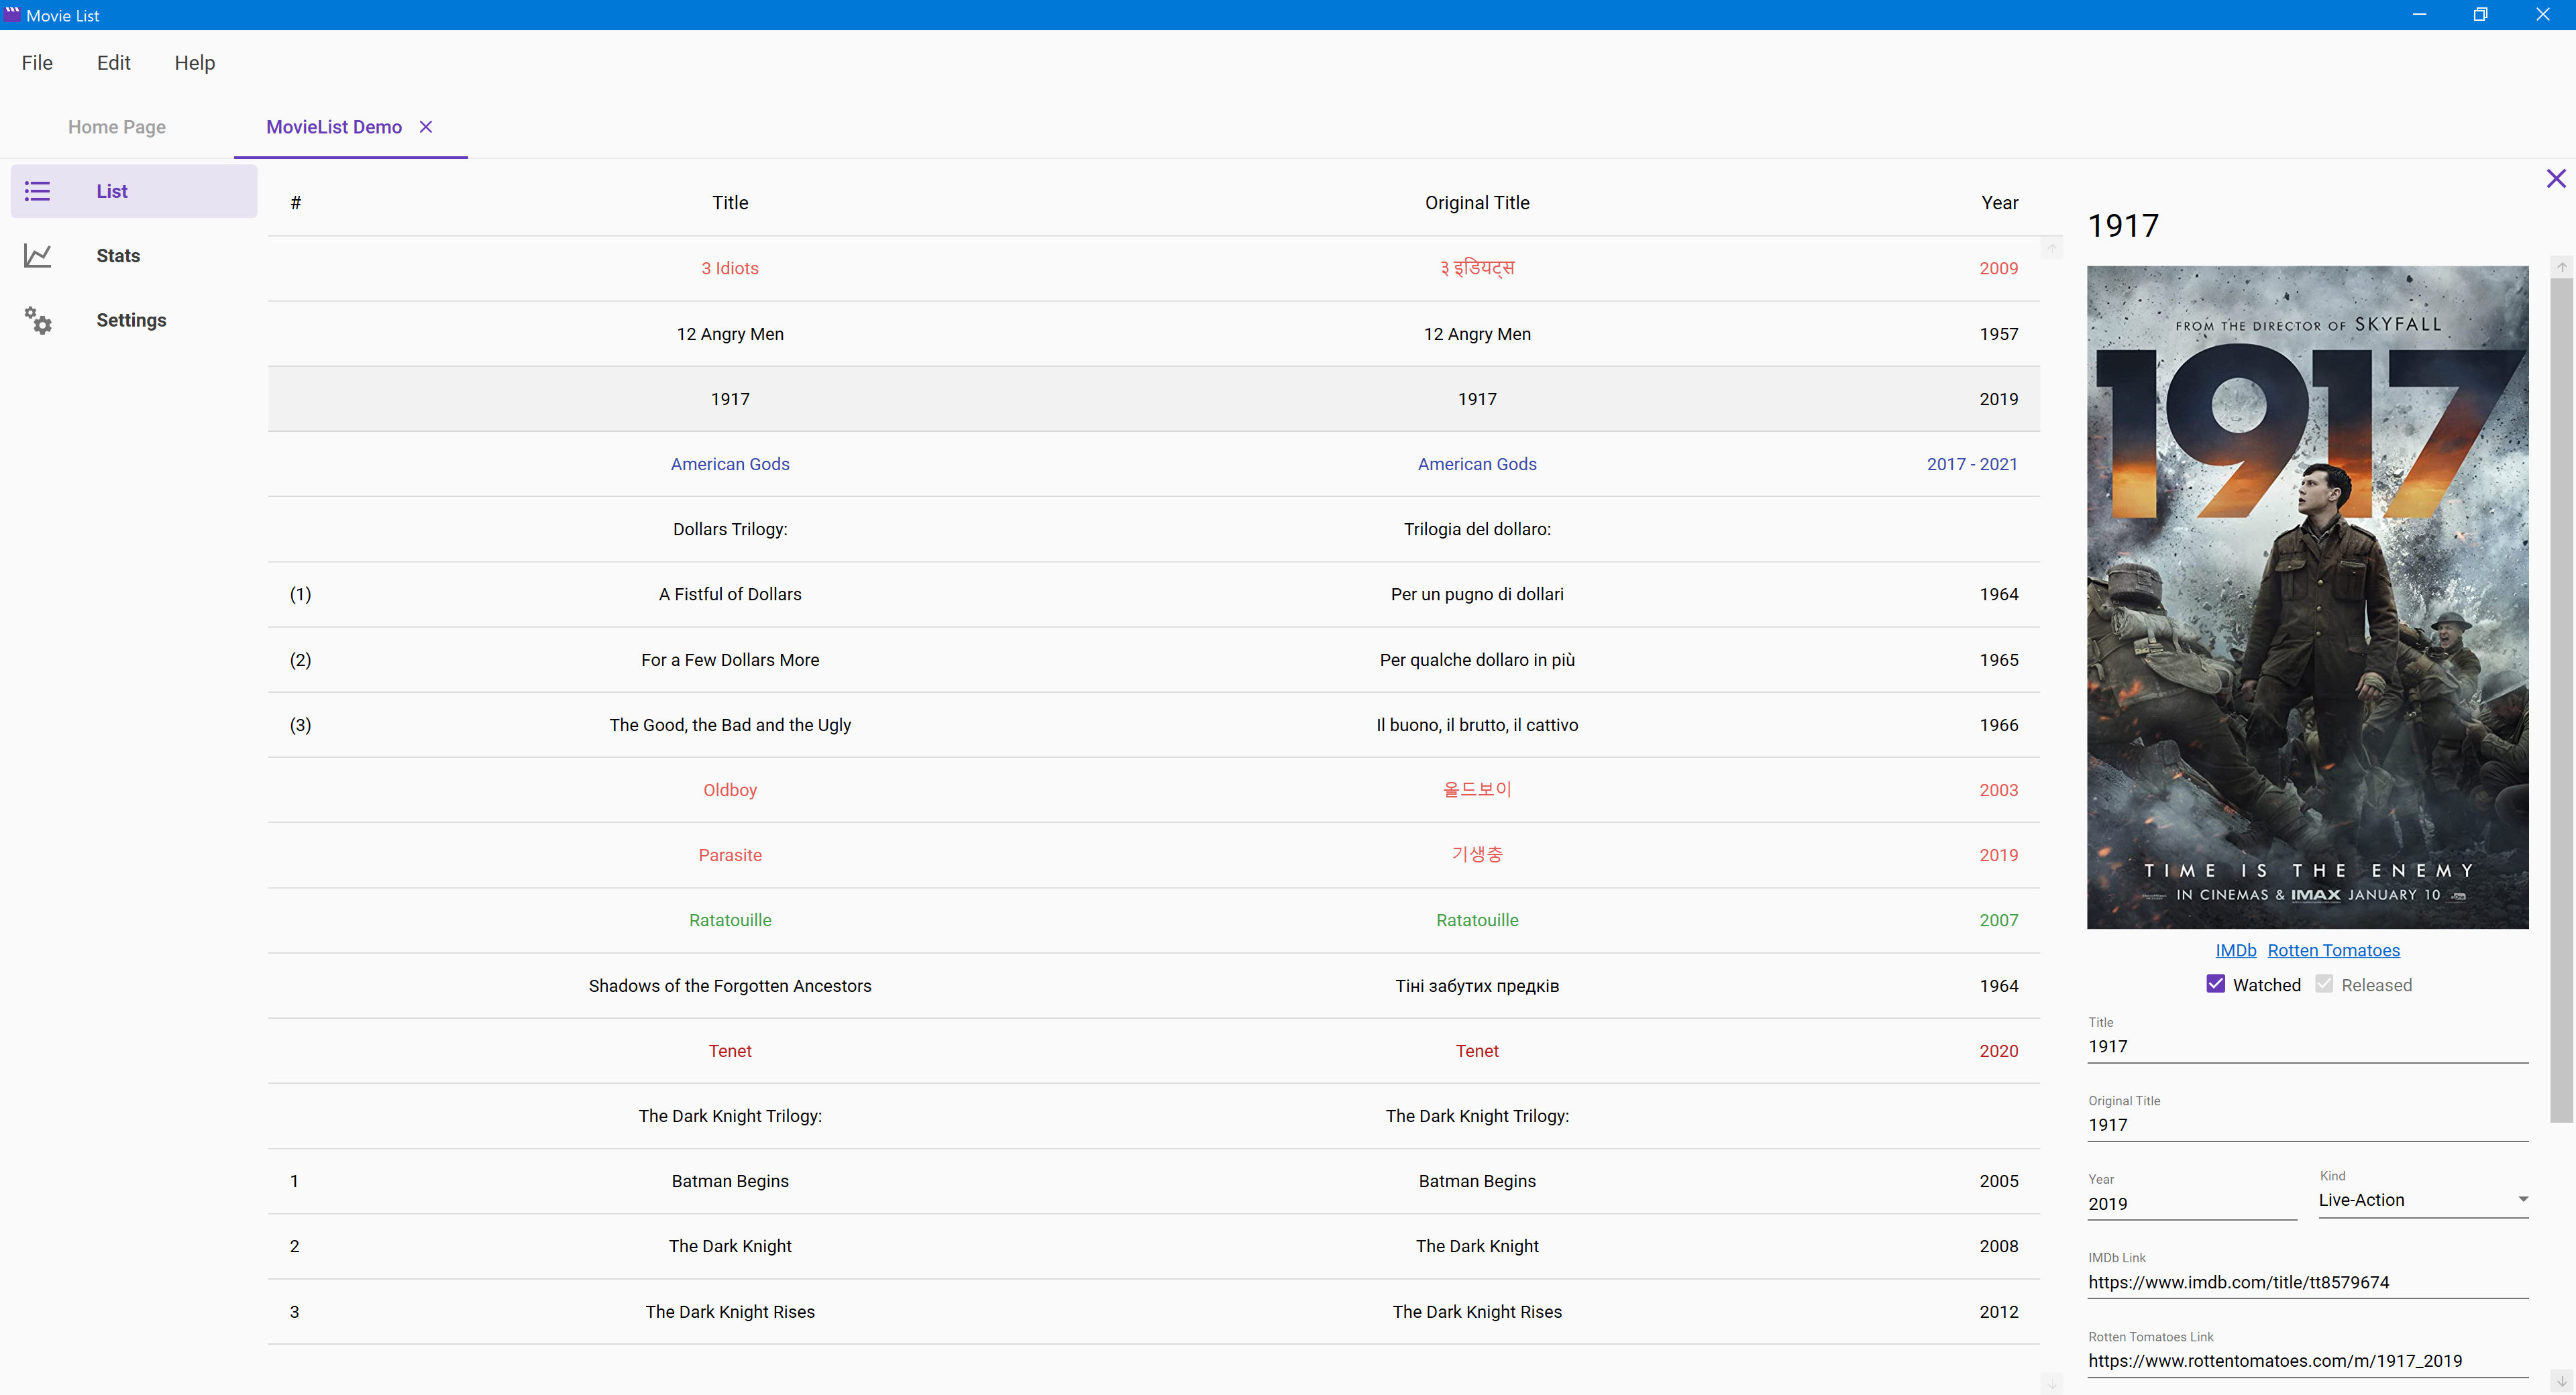 Movie List
File Edit Help
Home Page MovieList Demo
List
Stats
Settings
# Title Original Title Year
3 Idiots ३ इडियट्स 2009
12 Angry Men 12 Angry Men 1957
1917 1917 2019
American Gods American Gods 2017 - 2021
Dollars Trilogy: Trilogia del dollaro:
(1) A Fistful of Dollars Per un pugno di dollari 1964
(2) For a Few Dollars More Per qualche dollaro in più 1965
(3) The Good, the Bad and the Ugly Il buono, il brutto, il cattivo 1966
Oldboy 올드보이 2003
Parasite 기생충 2019
Ratatouille Ratatouille 2007
Shadows of the Forgotten Ancestors Тіні забутих предків 1964
Tenet Tenet 2020
The Dark Knight Trilogy: The Dark Knight Trilogy:
1 Batman Begins Batman Begins 2005
2 The Dark Knight The Dark Knight 2008
3 The Dark Knight Rises The Dark Knight Rises 2012
1917
FROM THE DIRECTOR OF SKYFALL
1917
TIME IS THE ENEMY
IN CINEMAS & IMAX JANUARY 10
IMDb Rotten Tomatoes
Watched Released
Title
1917
Original Title
1917
Year Kind
2019 Live-Action
IMDb Link
https://www.imdb.com/title/tt8579674
Rotten Tomatoes Link
https://www.rottentomatoes.com/m/1917_2019